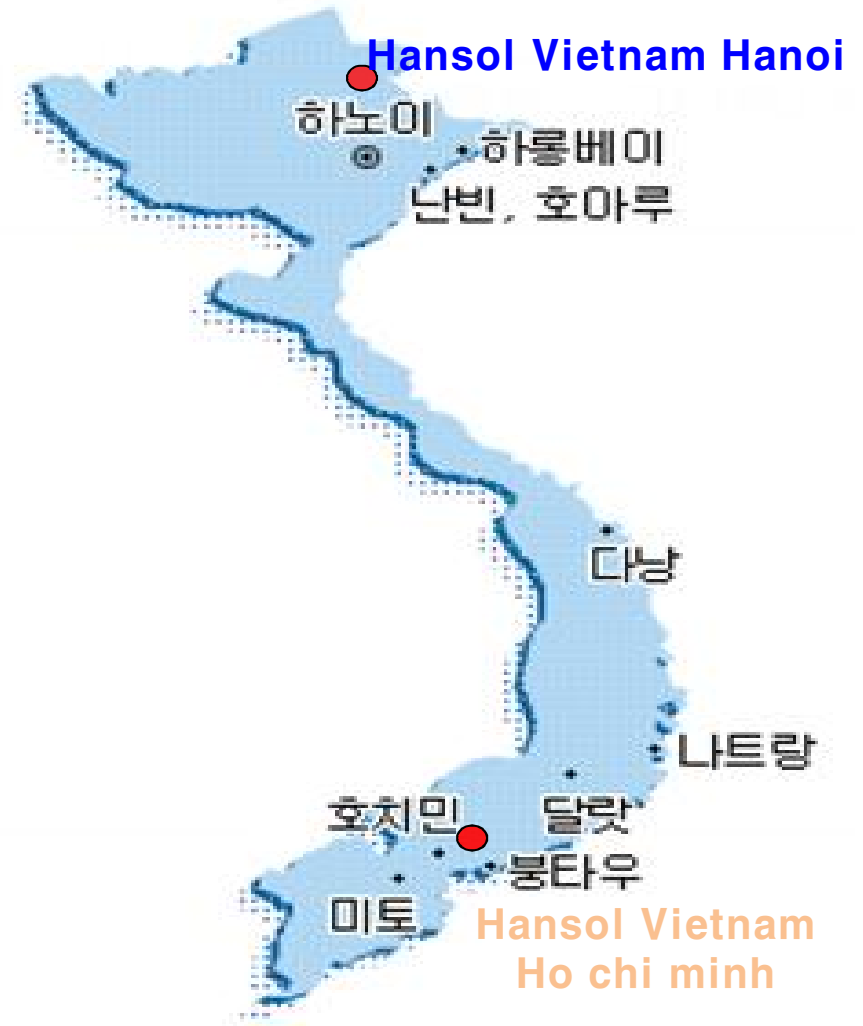 Hansol Vietnam Hanoi
하노이
하롱베이
난빈, 호아루
다낭
나트랑
호치민
달랏
붕타우
미토
Hansol Vietnam
Ho chi minh